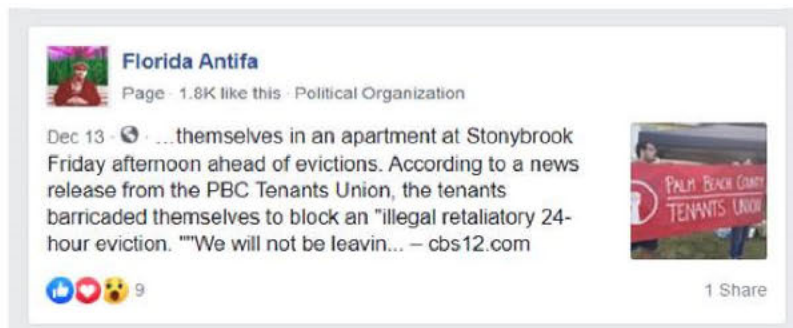 Florida Antifa
Page · 1.8K like this · Political Organization
Dec 13 · · ...themselves in an apartment at Stonybrook
Friday afternoon ahead of evictions. According to a news
release from the PBC Tenants Union, the tenants
barricaded themselves to block an "illegal retaliatory 24-
hour eviction. """We will not be leavin... – cbs12.com
PALM BEACH COUNTY
TENANTS UNION
9
1 Share